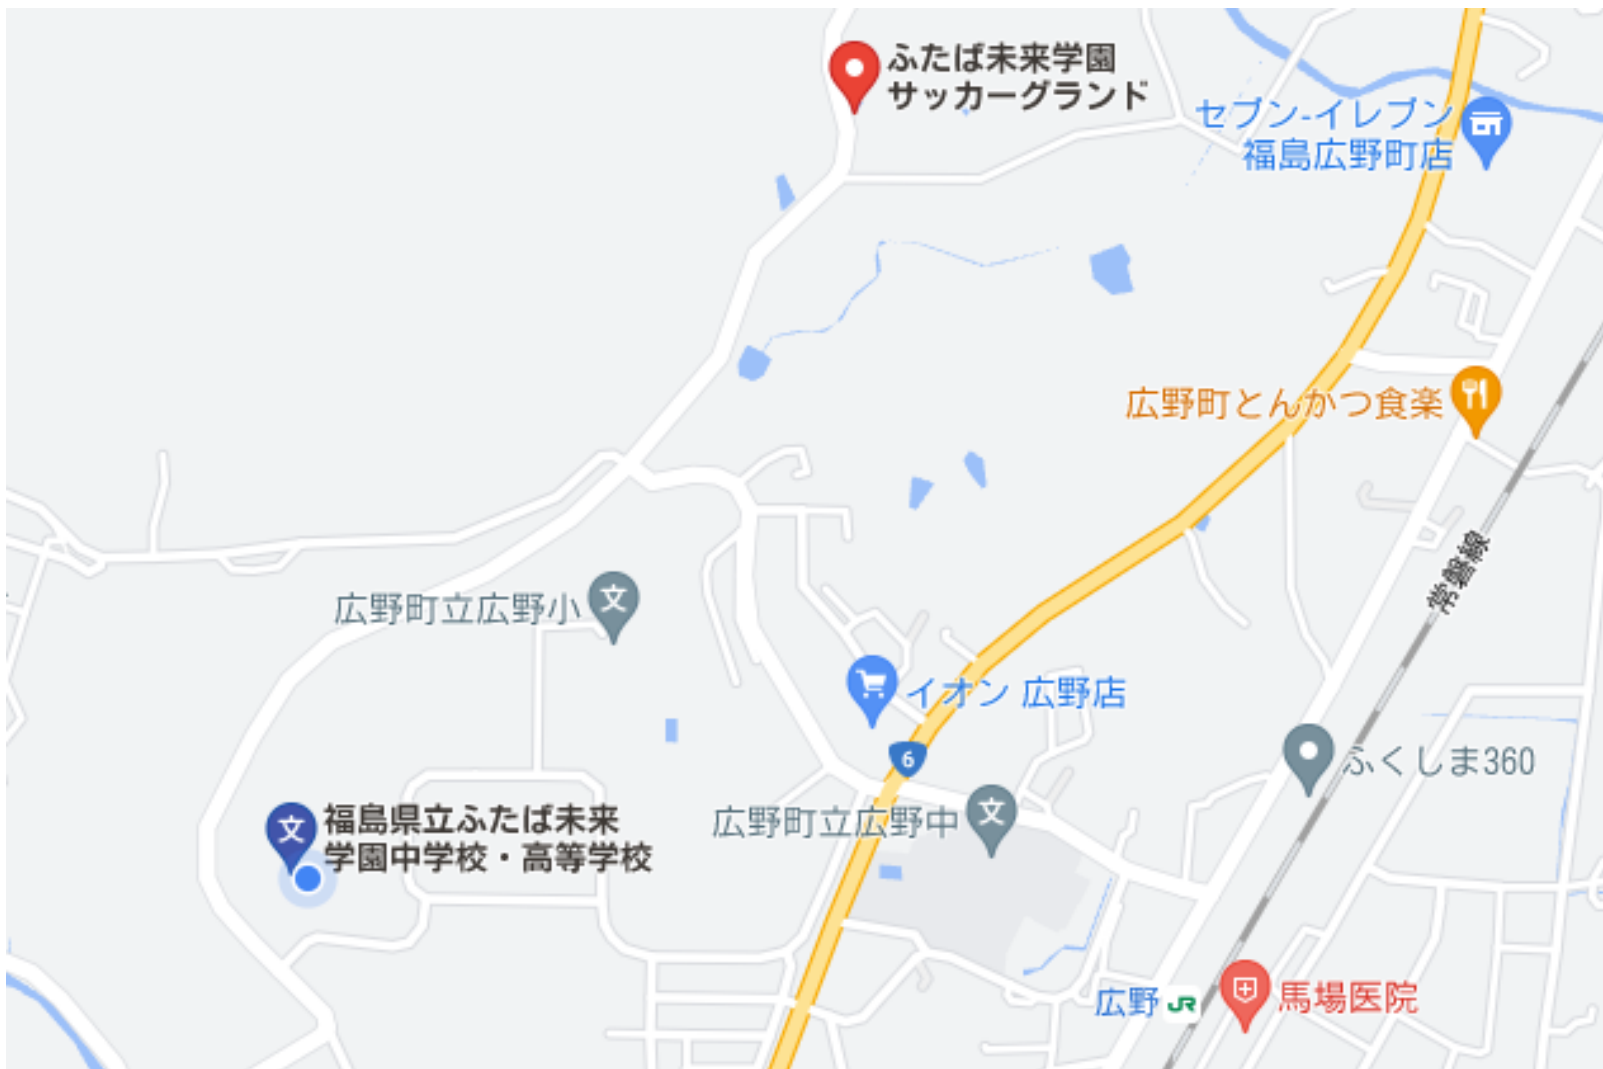 ふたば未来学園
サッカーグランド
セブン-イレブン
福島広野町店
広野町とんかつ食楽
常磐線
広野町立広野小
文
イオン 広野店
6
ふくしま360
広野町立広野中
文
文
福島県立ふたば未来
学園中学校・高等学校
広野
JR
馬場医院